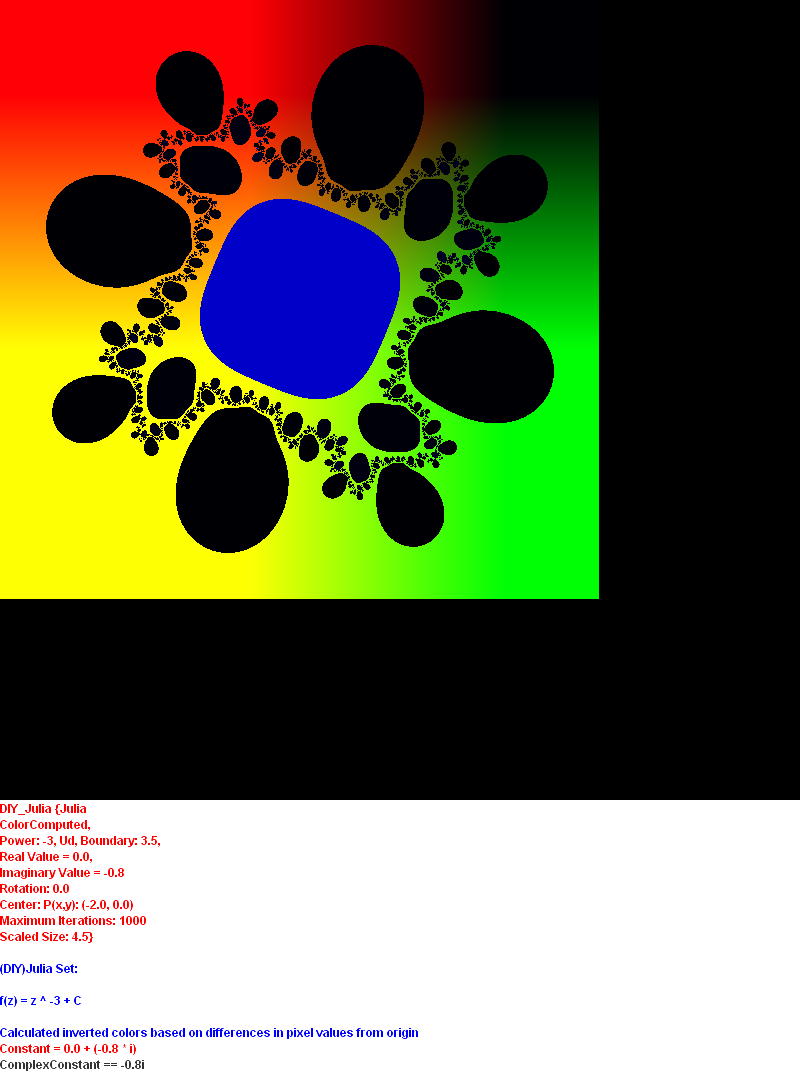 DIY_Julia {Julia
ColorComputed,
Power: -3, Ud, Boundary: 3.5,
Real Value = 0.0,
Imaginary Value = -0.8
Rotation: 0.0
Center: P(x,y): (-2.0, 0.0)
Maximum Iterations: 1000
Scaled Size: 4.5}
(DIY)Julia Set:
f(z) = z ^ -3 + C
Calculated inverted colors based on differences in pixel values from origin
Constant = 0.0 + (-0.8 * i)
ComplexConstant == -0.8i